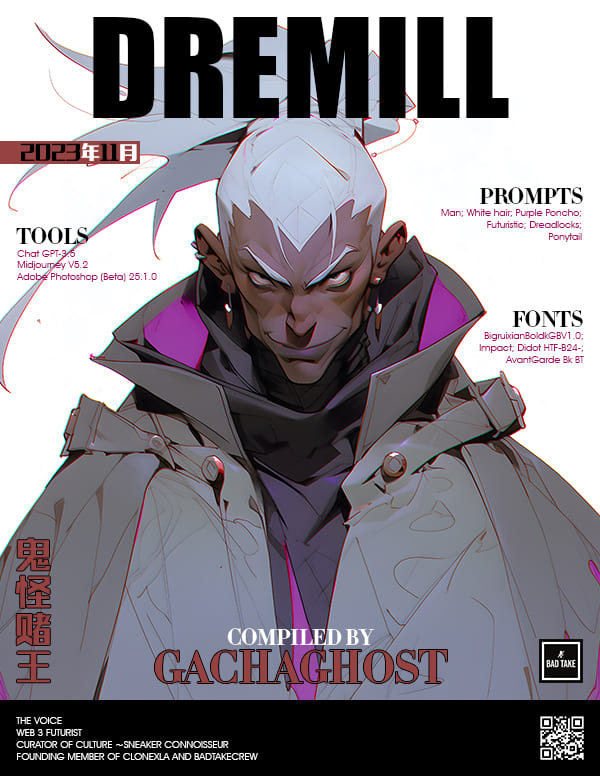 DREMILL
2023年11月
TOOLS
Chat GPT-3.5
Midjourney V5.2
Adobe Photoshop (Beta) 25.1.0
PROMPTS
Man; White hair; Purple Poncho;
Futuristic; Dreadlocks;
Ponytail
FONTS
BigruixianBoldkGBV1.0;
Impact; Didot HTF-B24-;
AvantGarde Bk BT
鬼怪赌王
COMPILED BY
GACHAGHOST
BAD TAKE
THE VOICE
WEB 3 FUTURIST
CURATOR OF CULTURE ~SNEAKER CONNOISSEUR
FOUNDING MEMBER OF CLONEXLA AND BADTAKECREW